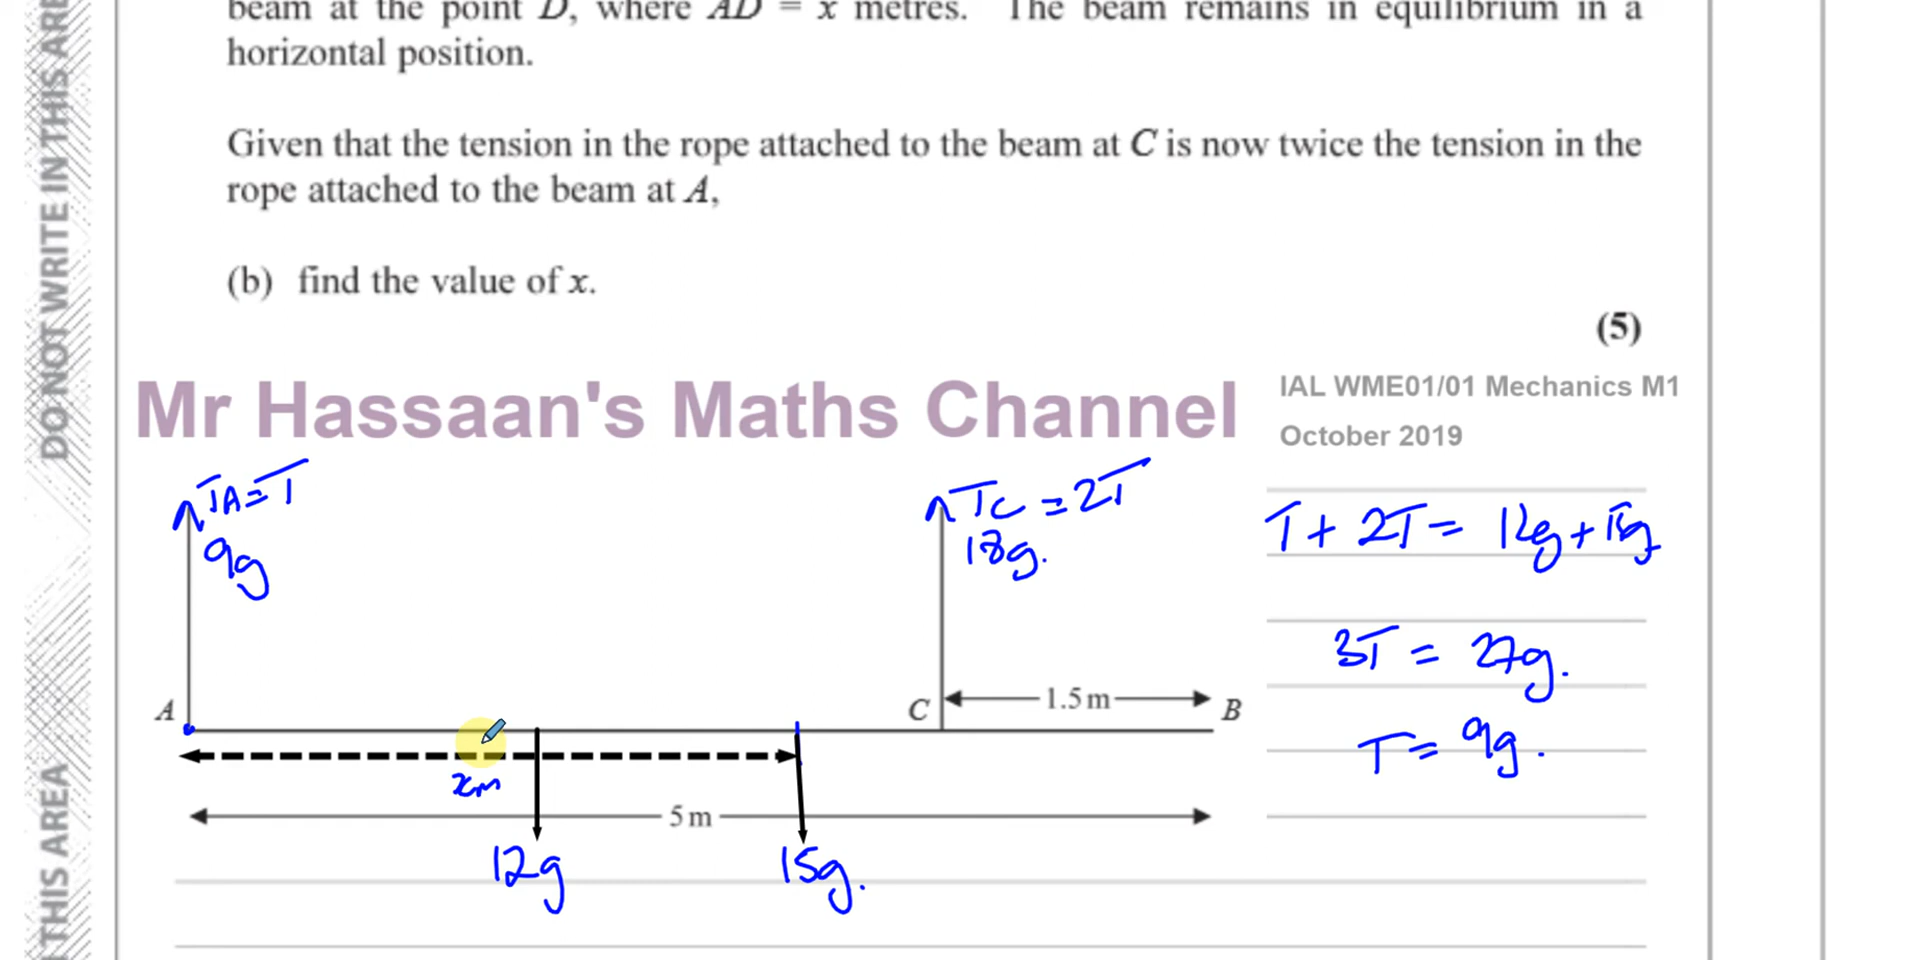 beam at the point D, where AD = x metres. The beam remains in equilibrium in a
horizontal position.
Given that the tension in the rope attached to the beam at C is now twice the tension in the
rope attached to the beam at A,
(b) find the value of x.
(5)
Mr Hassaan's Maths Channel
IAL WME01/01 Mechanics M1
October 2019
TA = T
9g
TC = 2T
18g.
T + 2T = 12g + 15g
3T = 27g.
T = 9g.
A
C
1.5 m
B
xm
5 m
12g
15g.
DO NOT WRITE IN THIS ARE
THIS AREA